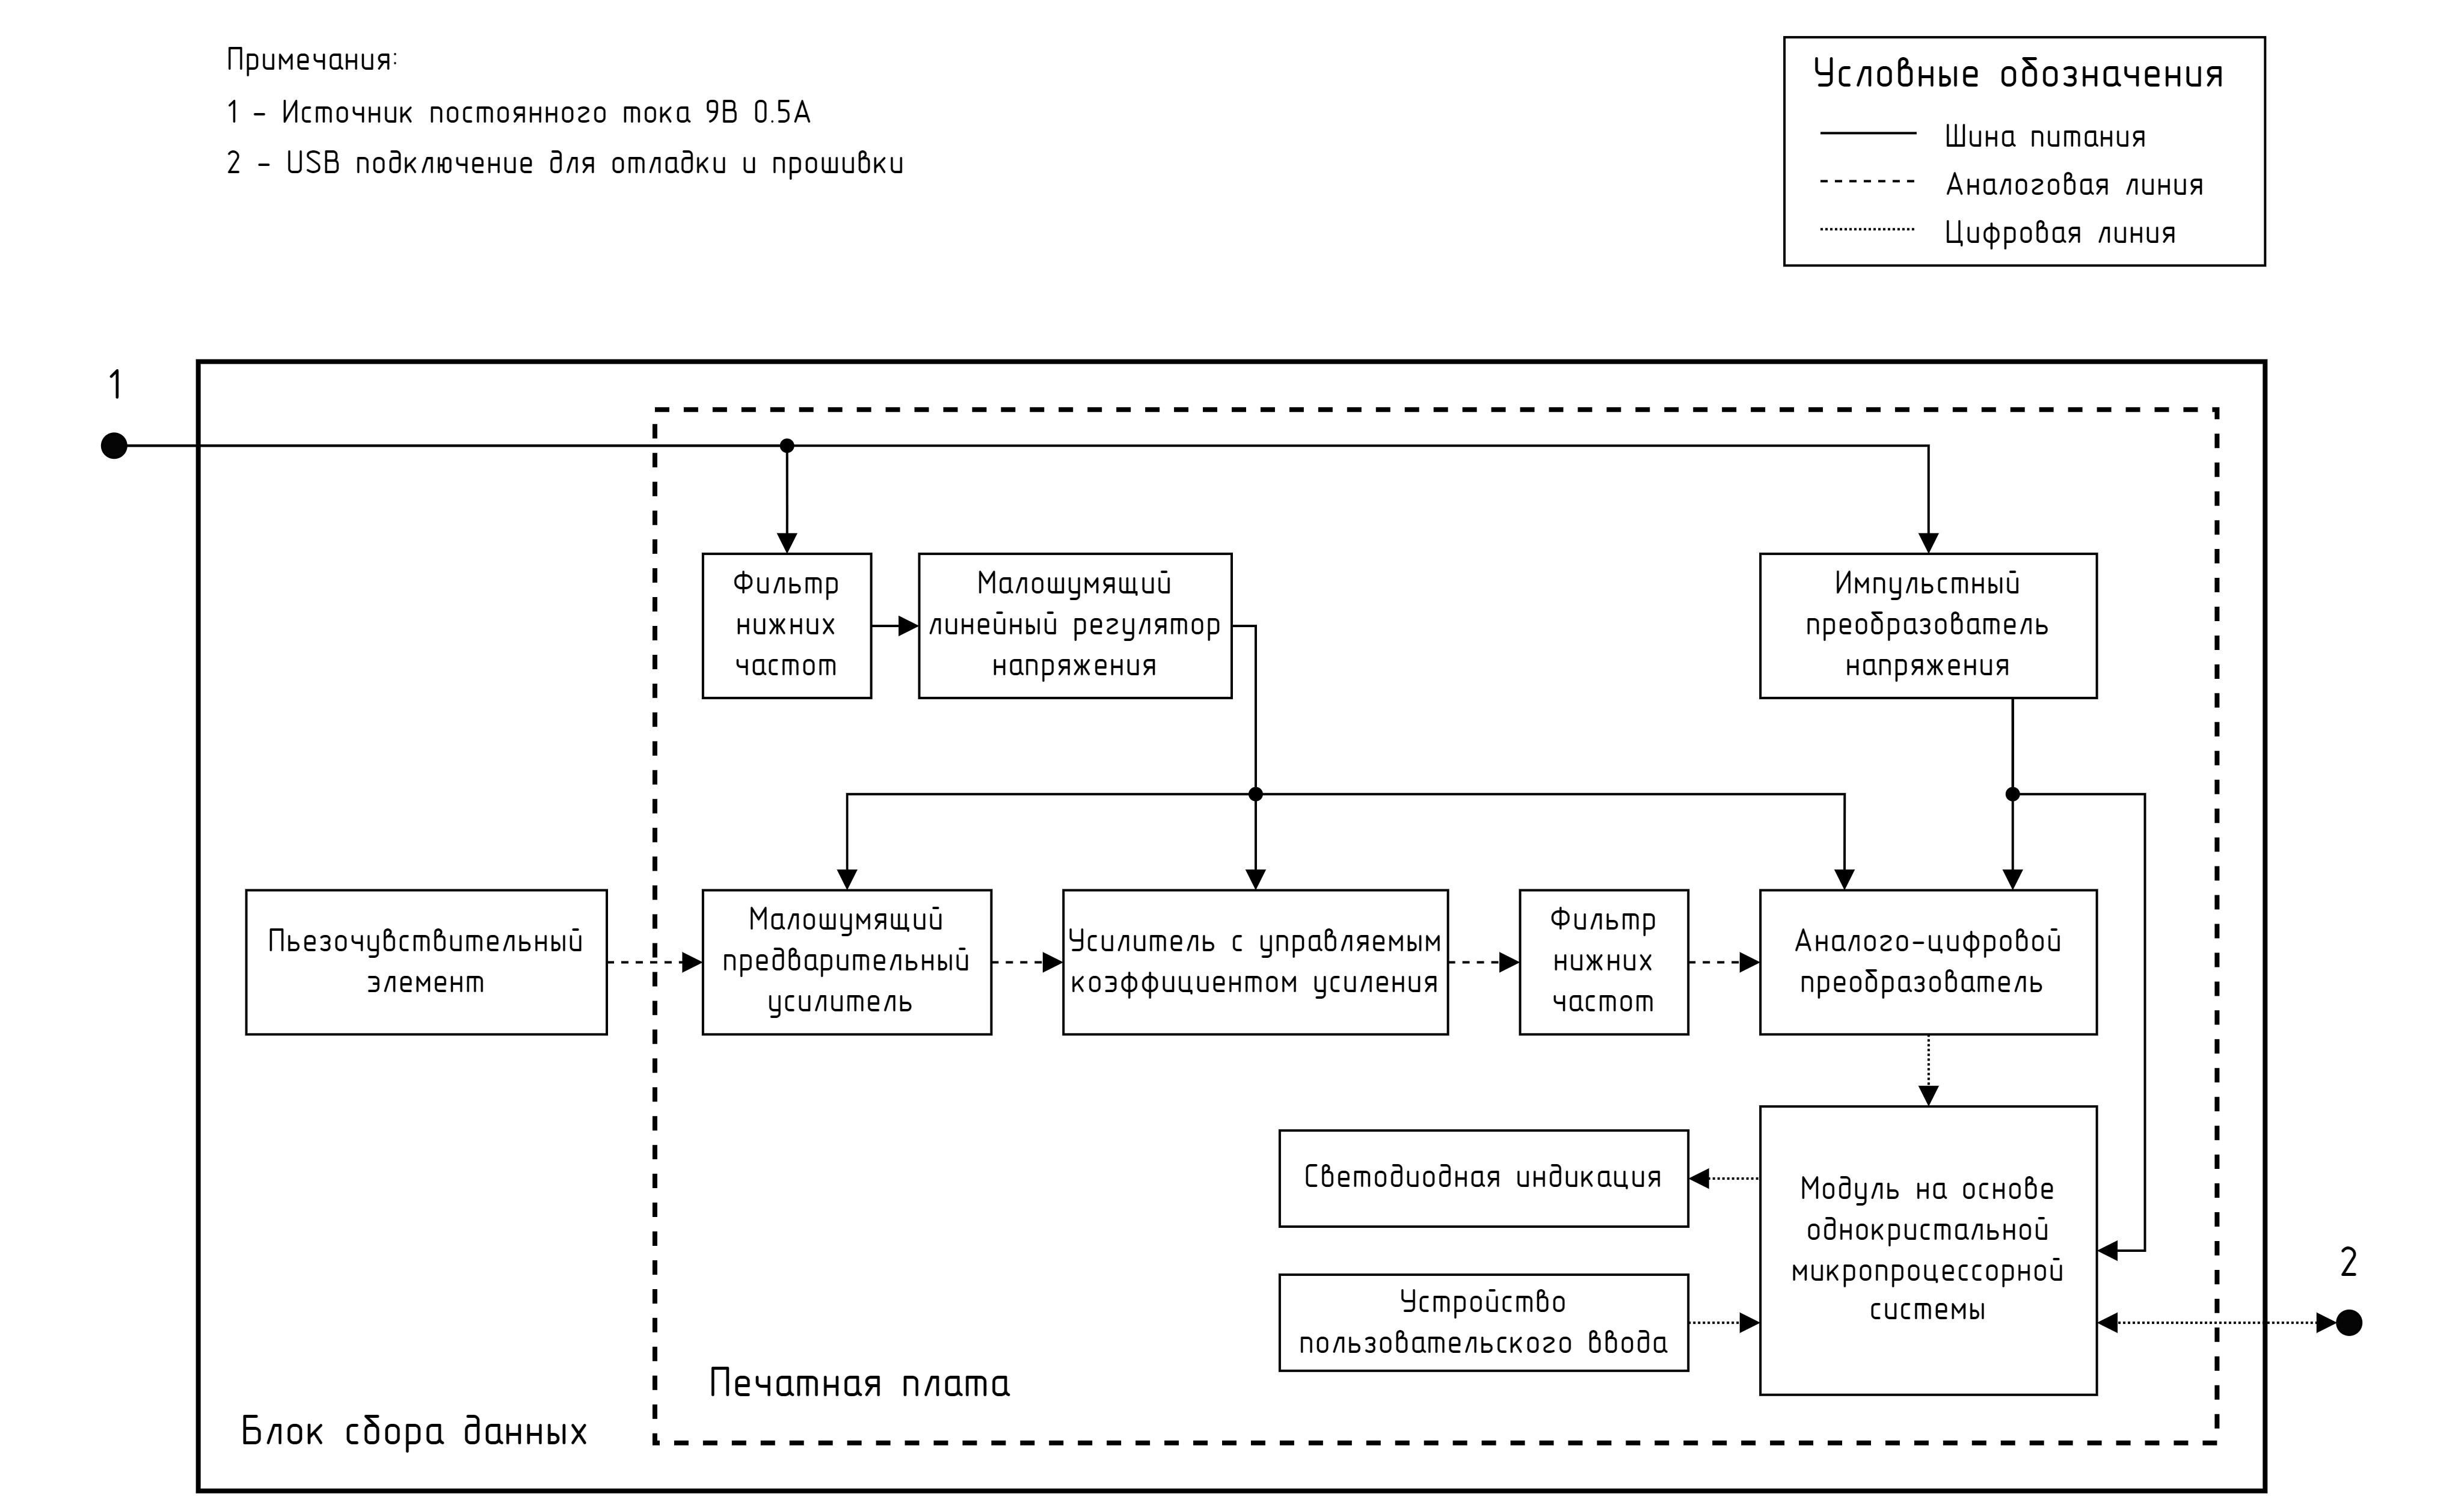 Примечания:
1 - Источник постоянного тока 9В 0.5А
2 - USB подключение для отладки и прошивки
Условные обозначения
Шина питания
Аналоговая линия
Цифровая линия
1
Фильтр
нижних
частот
Малошумящий
линейный регулятор
напряжения
Импульстный
преобразователь
напряжения
Пьезочувствительный
элемент
Малошумящий
предварительный
усилитель
Усилитель с управляемым
коэффициентом усиления
Фильтр
нижних
частот
Аналого-цифровой
преобразователь
Светодиодная индикация
Модуль на основе
однокристальной
микропроцессорной
системы
2
Устройство
пользовательского ввода
Печатная плата
Блок сбора данных